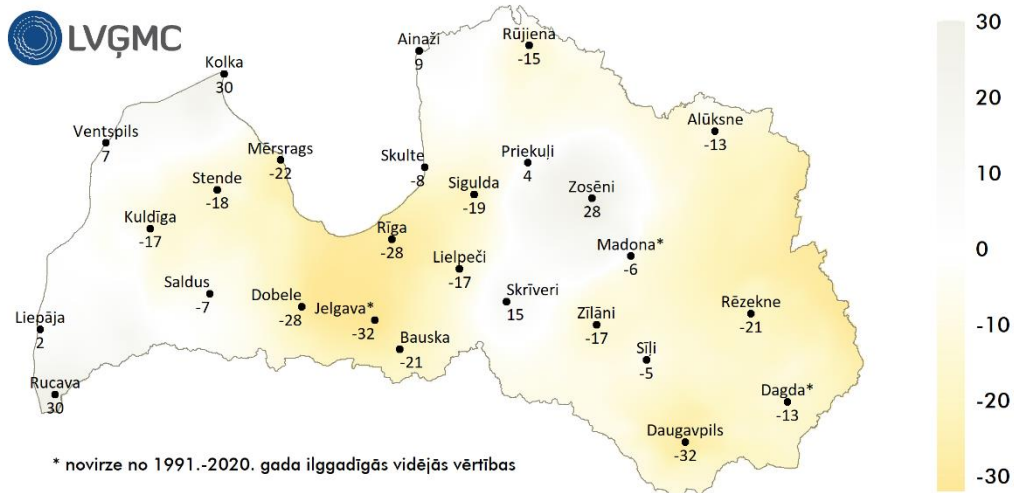 LVĢMC
Kolka
30
Ainaži
9
Rūjiena
-15
Ventspils
7
Mērsrags
-22
Skulte
-8
Priekuļi
4
Alūksne
-13
Stende
-18
Sigulda
-19
Zosēni
28
Kuldīga
-17
Rīga
-28
Lielpeči
-17
Madona*
-6
Saldus
-7
Dobele
-28
Jelgava*
-32
Skrīveri
15
Zīlāni
-17
Rēzekne
-21
Liepāja
2
Bauska
-21
Sīļi
-5
Rucava
30
Dagda*
-13
Daugavpils
-32
* novirze no 1991.-2020. gada ilggadīgās vidējās vērtības
30
20
10
0
-10
-20
-30